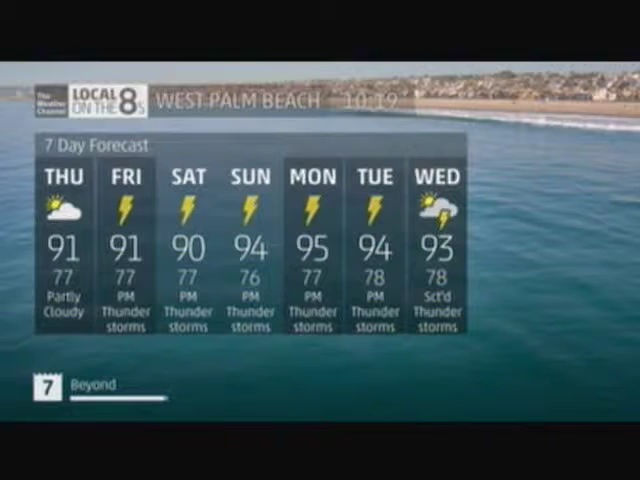 The Weather Channel
LOCAL ON THE 8s
WEST PALM BEACH 10:19
7 Day Forecast
THU FRI SAT SUN MON TUE WED
91 91 90 94 95 94 93
77 77 77 76 77 78 78
Partly PM PM PM PM PM Sct'd
Cloudy Thunder Thunder Thunder Thunder Thunder Thunder
storms storms storms storms storms storms
7 Beyond